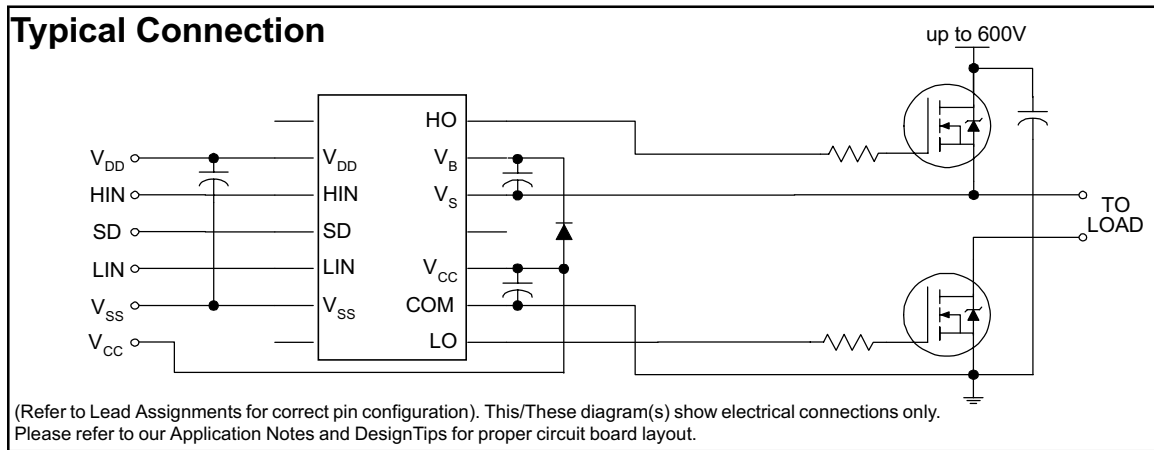 Typical Connection
up to 600V
HO
V_DD
V_DD
V_B
HIN
HIN
V_S
TO
LOAD
SD
SD
LIN
LIN
V_CC
V_SS
V_SS
COM
V_CC
LO
(Refer to Lead Assignments for correct pin configuration). This/These diagram(s) show electrical connections only.
Please refer to our Application Notes and DesignTips for proper circuit board layout.